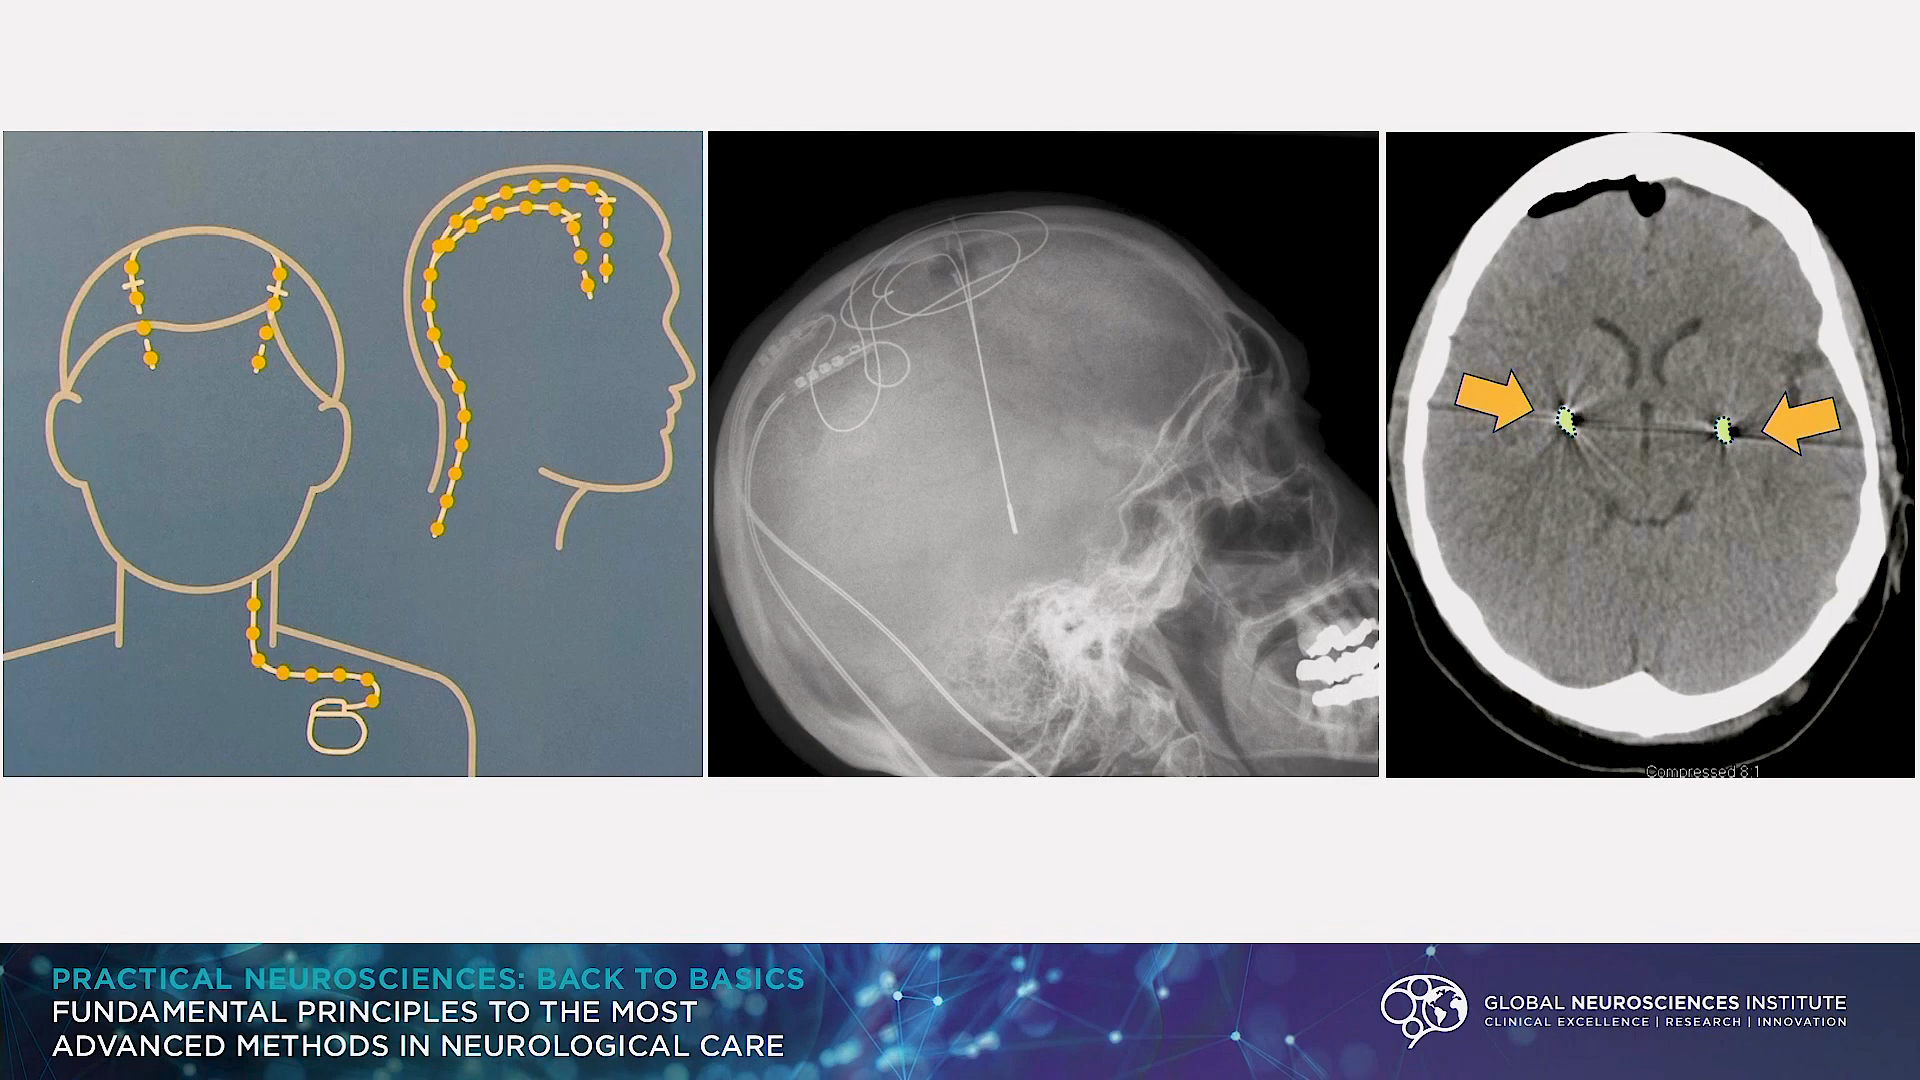 Compressed 8:1
PRACTICAL NEUROSCIENCES: BACK TO BASICS
FUNDAMENTAL PRINCIPLES TO THE MOST
ADVANCED METHODS IN NEUROLOGICAL CARE
GLOBAL NEUROSCIENCES INSTITUTE
CLINICAL EXCELLENCE | RESEARCH | INNOVATION